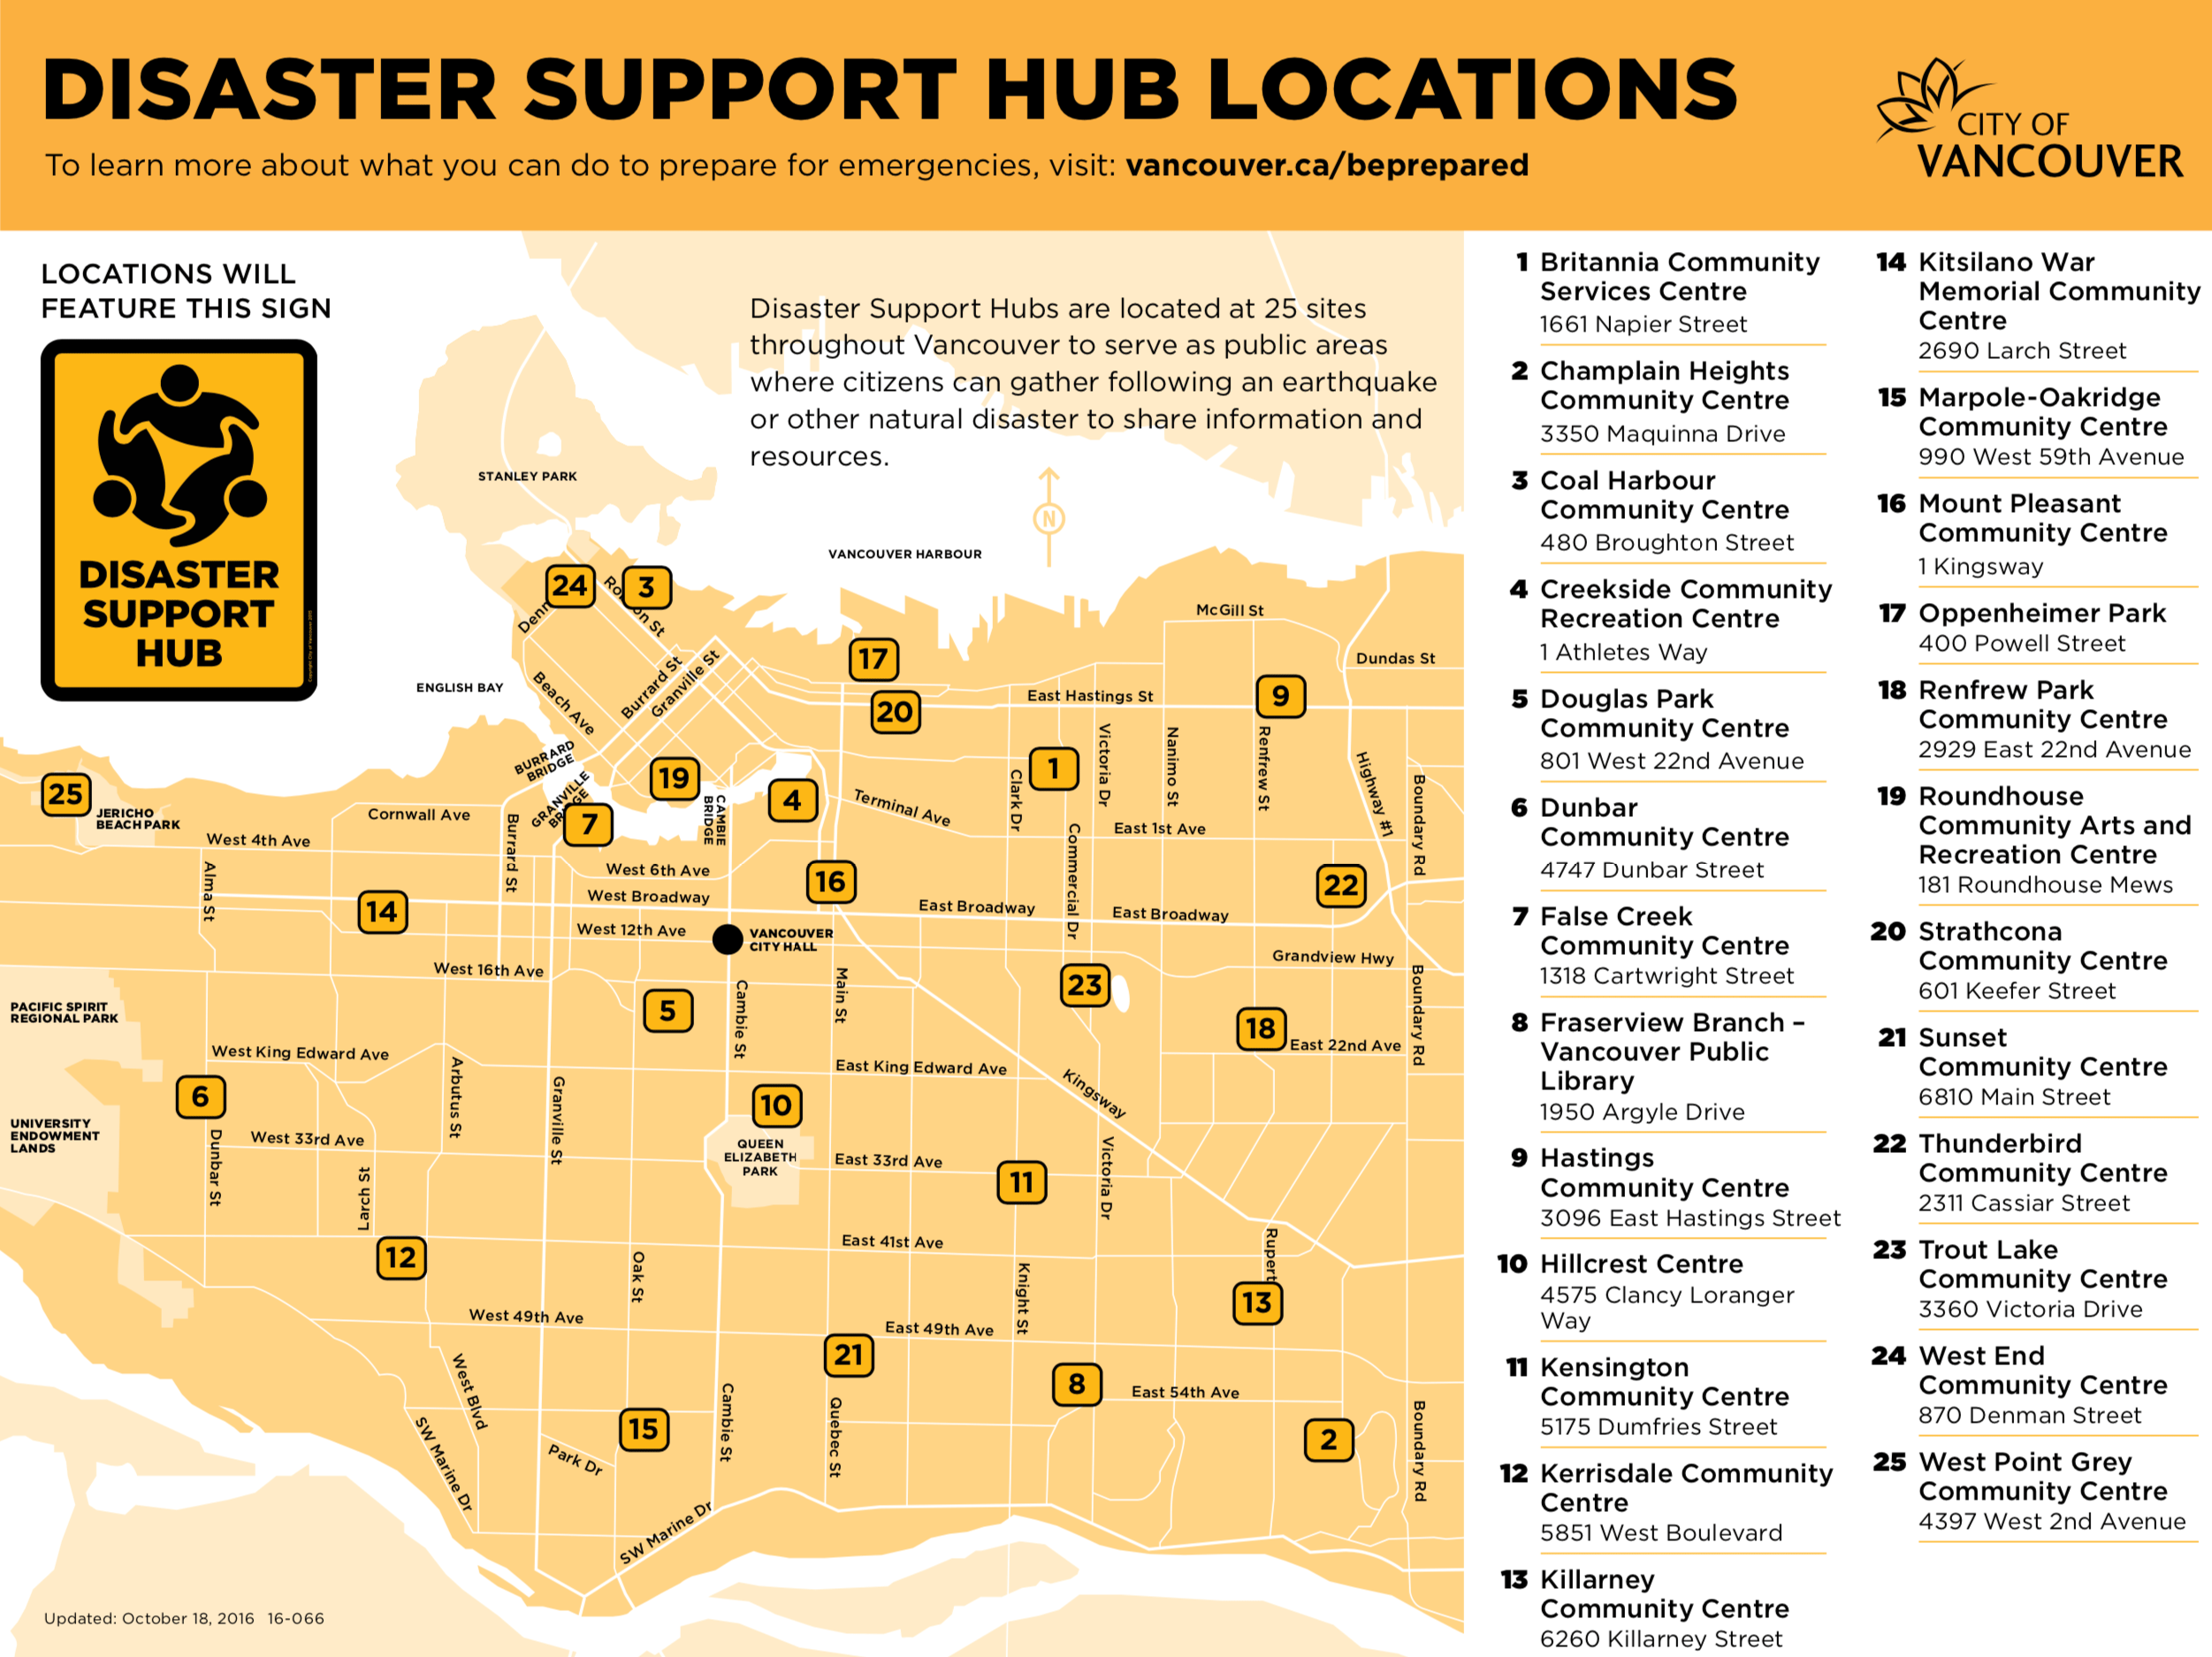 DISASTER SUPPORT HUB LOCATIONS
To learn more about what you can do to prepare for emergencies, visit: vancouver.ca/beprepared
CITY OF
VANCOUVER
LOCATIONS WILL
FEATURE THIS SIGN
DISASTER
SUPPORT
HUB
Disaster Support Hubs are located at 25 sites
throughout Vancouver to serve as public areas
where citizens can gather following an earthquake
or other natural disaster to share information and
resources.
STANLEY PARK
N
VANCOUVER HARBOUR
24
3
Denn
Ro
on St
McGill St
17
Dundas St
ENGLISH BAY
Beach Ave
Burrard St
Granville St
East Hastings St
9
20
BURRARD
BRIDGE
GRANVILLE
BR
GE
19
CAMBIE
BRIDGE
4
1
Victoria Dr
Nanimo St
Renfrew St
Highway #1
Boundary Rd
25
JERICHO
BEACH PARK
Cornwall Ave
7
Terminal Ave
Clark Dr
East 1st Ave
West 4th Ave
Burrard St
Commercial Dr
Alma St
West 6th Ave
16
22
14
West Broadway
East Broadway
East Broadway
West 12th Ave
VANCOUVER
CITY HALL
West 16th Ave
Grandview Hwy
23
Boundary Rd
Main St
Cambie St
5
18
PACIFIC SPIRIT
REGIONAL PARK
East 22nd Ave
West King Edward Ave
East King Edward Ave
Kingsway
Arbutus St
Granville St
6
10
UNIVERSITY
ENDOWMENT
LANDS
Dunbar St
West 33rd Ave
QUEEN
ELIZABETH
PARK
East 33rd Ave
Victoria Dr
11
Larch St
12
East 41st Ave
Oak St
Knight St
Rupert
13
West 49th Ave
East 49th Ave
21
8
East 54th Ave
West Blvd
Cambie St
Quebec St
SW Marine Dr
15
Park Dr
2
Boundary Rd
SW Marine Dr
Updated: October 18, 2016 16-066
1 Britannia Community
Services Centre
1661 Napier Street
2 Champlain Heights
Community Centre
3350 Maquinna Drive
3 Coal Harbour
Community Centre
480 Broughton Street
4 Creekside Community
Recreation Centre
1 Athletes Way
5 Douglas Park
Community Centre
801 West 22nd Avenue
6 Dunbar
Community Centre
4747 Dunbar Street
7 False Creek
Community Centre
1318 Cartwright Street
8 Fraserview Branch –
Vancouver Public
Library
1950 Argyle Drive
9 Hastings
Community Centre
3096 East Hastings Street
10 Hillcrest Centre
4575 Clancy Loranger
Way
11 Kensington
Community Centre
5175 Dumfries Street
12 Kerrisdale Community
Centre
5851 West Boulevard
13 Killarney
Community Centre
6260 Killarney Street
14 Kitsilano War
Memorial Community
Centre
2690 Larch Street
15 Marpole-Oakridge
Community Centre
990 West 59th Avenue
16 Mount Pleasant
Community Centre
1 Kingsway
17 Oppenheimer Park
400 Powell Street
18 Renfrew Park
Community Centre
2929 East 22nd Avenue
19 Roundhouse
Community Arts and
Recreation Centre
181 Roundhouse Mews
20 Strathcona
Community Centre
601 Keefer Street
21 Sunset
Community Centre
6810 Main Street
22 Thunderbird
Community Centre
2311 Cassiar Street
23 Trout Lake
Community Centre
3360 Victoria Drive
24 West End
Community Centre
870 Denman Street
25 West Point Grey
Community Centre
4397 West 2nd Avenue